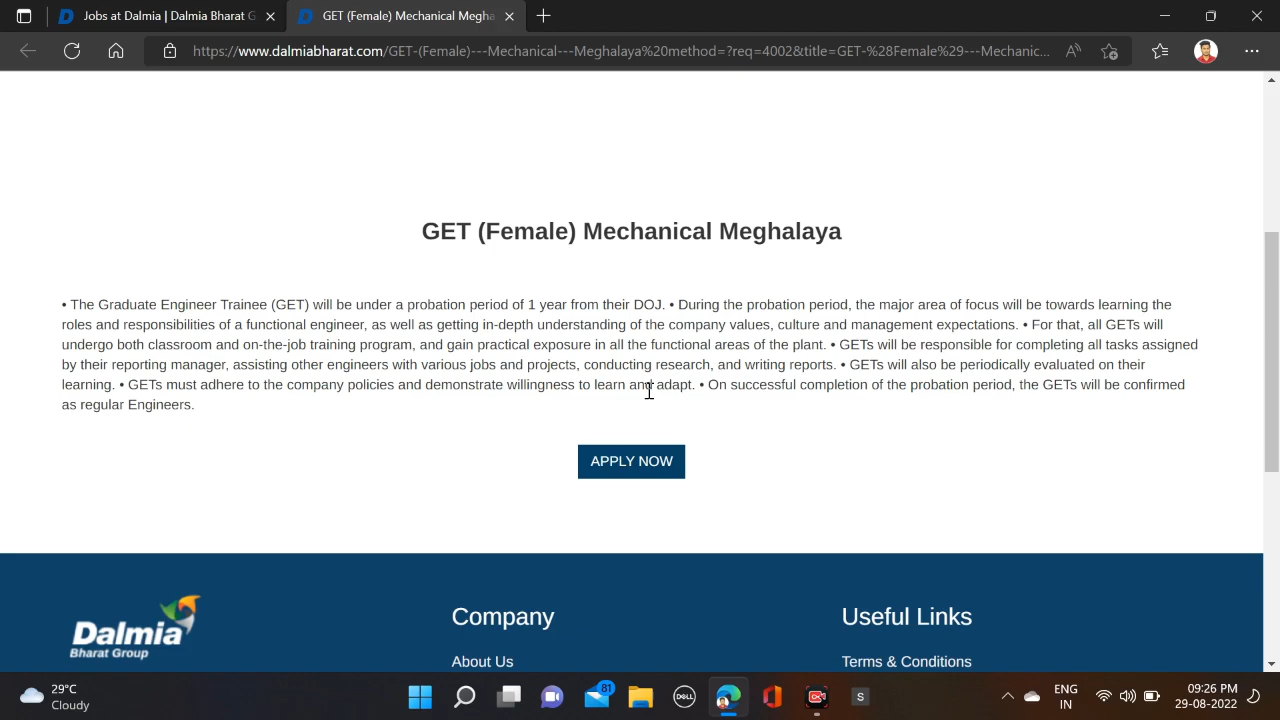 Jobs at Dalmia | Dalmia Bharat G
GET (Female) Mechanical Megha
https://www.dalmiabharat.com/GET-(Female)---Mechanical---Meghalaya%20method=?req=4002&title=GET-%28Female%29---Mechanic...
GET (Female) Mechanical Meghalaya
• The Graduate Engineer Trainee (GET) will be under a probation period of 1 year from their DOJ. • During the probation period, the major area of focus will be towards learning the
roles and responsibilities of a functional engineer, as well as getting in-depth understanding of the company values, culture and management expectations. • For that, all GETs will
undergo both classroom and on-the-job training program, and gain practical exposure in all the functional areas of the plant. • GETs will be responsible for completing all tasks assigned
by their reporting manager, assisting other engineers with various jobs and projects, conducting research, and writing reports. • GETs will also be periodically evaluated on their
learning. • GETs must adhere to the company policies and demonstrate willingness to learn and adapt. • On successful completion of the probation period, the GETs will be confirmed
as regular Engineers.
APPLY NOW
Dalmia
Bharat Group
Company
Useful Links
About Us
Terms & Conditions
29°C
Cloudy
81
DELL
S
ENG
IN
09:26 PM
29-08-2022